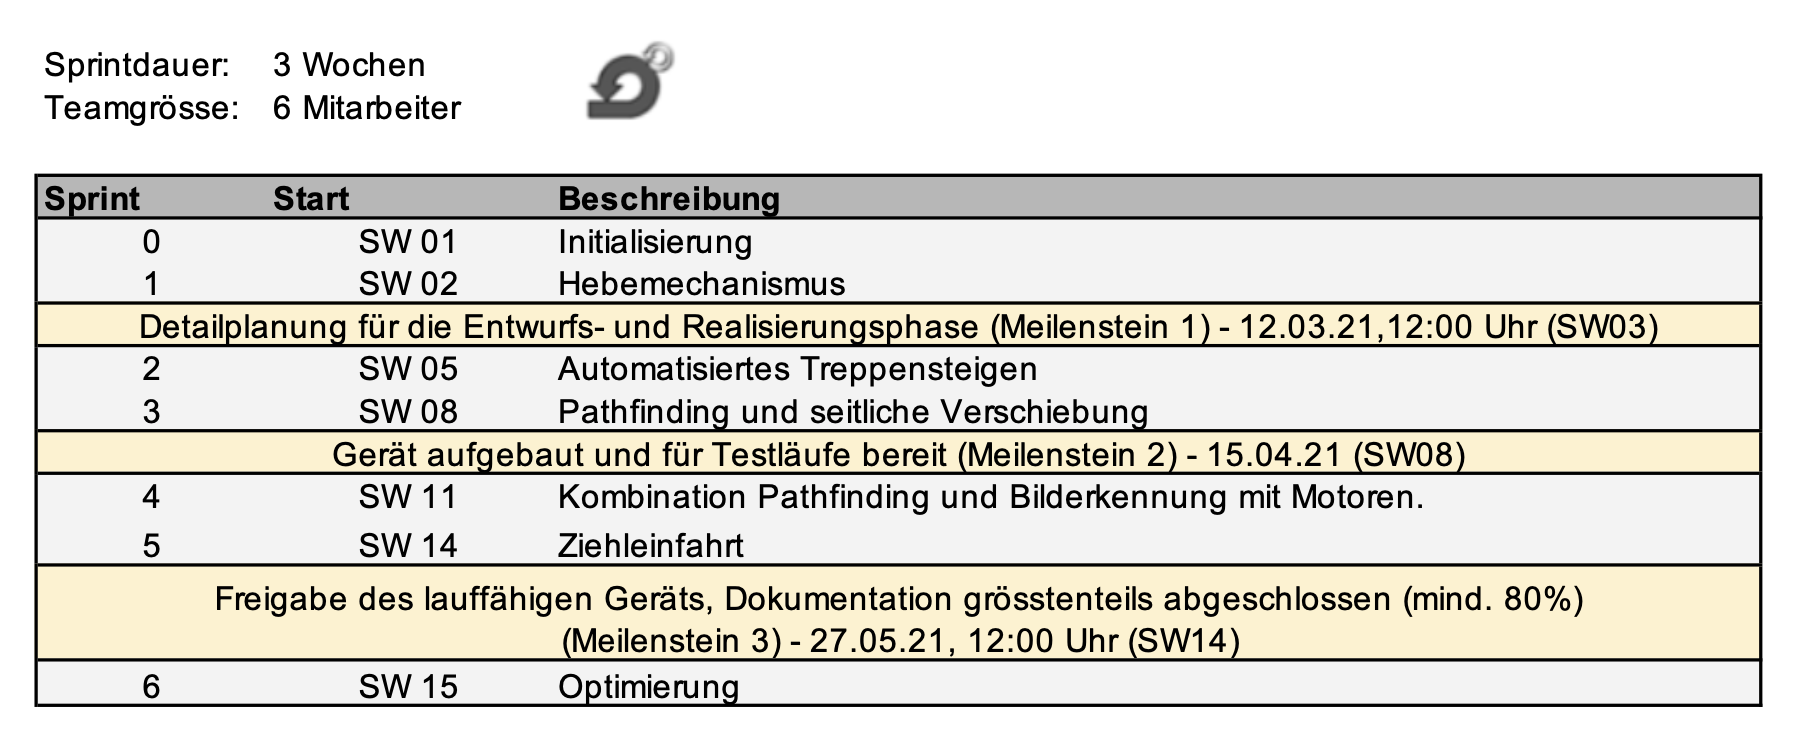 Sprintdauer: 3 Wochen
Teamgrösse: 6 Mitarbeiter
Sprint Start Beschreibung
0 SW 01 Initialisierung
1 SW 02 Hebemechanismus
Detailplanung für die Entwurfs- und Realisierungsphase (Meilenstein 1) - 12.03.21,12:00 Uhr (SW03)
2 SW 05 Automatisiertes Treppensteigen
3 SW 08 Pathfinding und seitliche Verschiebung
Gerät aufgebaut und für Testläufe bereit (Meilenstein 2) - 15.04.21 (SW08)
4 SW 11 Kombination Pathfinding und Bilderkennung mit Motoren.
5 SW 14 Ziehleinfahrt
Freigabe des lauffähigen Geräts, Dokumentation grösstenteils abgeschlossen (mind. 80%)
(Meilenstein 3) - 27.05.21, 12:00 Uhr (SW14)
6 SW 15 Optimierung